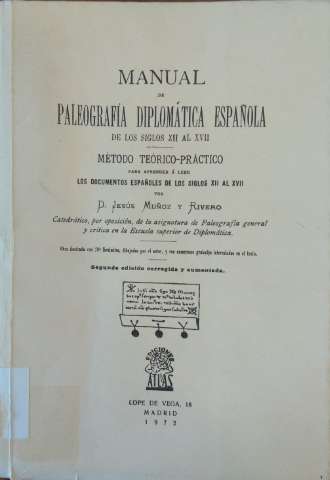 MANUAL
DE
PALEOGRAFÍA DIPLOMÁTICA ESPAÑOLA
DE LOS SIGLOS XII AL XVII
MÉTODO TEÓRICO-PRÁCTICO
PARA APRENDER Á LEER
LOS DOCUMENTOS ESPAÑOLES DE LOS SIGLOS XII AL XVII
POR
D. JESÚS MUÑOZ Y RIVERO
Catedrático, por oposición, de la asignatura de Paleografía general
y crítica en la Escuela superior de Diplomática.
Segunda edición corregida y aumentada.
EDICIONES
ATLAS
LOPE DE VEGA, 18
MADRID
1972